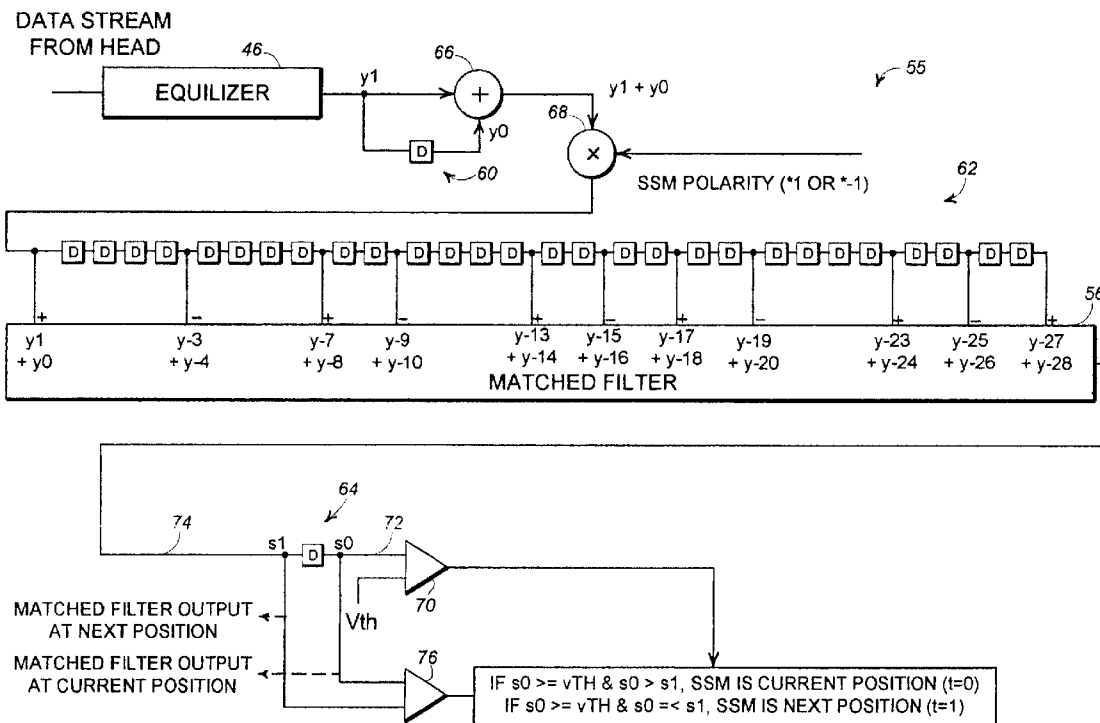 DATA STREAM
FROM HEAD
46
EQUILIZER
y1
66
+
y0
D
60
y1 + y0
68
×
55
SSM POLARITY (*1 OR *-1)
62
D D D D D D D D D D D D D D D D D D D D D D D D D D D D
+ − + − + − + − + − +
56
y1 y-3 y-7 y-9 y-13 y-15 y-17 y-19 y-23 y-25 y-27
+ y0 + y-4 + y-8 + y-10 + y-14 + y-16 + y-18 + y-20 + y-24 + y-26 + y-28
MATCHED FILTER
64
74
s1 D s0
72
70
Vth
MATCHED FILTER OUTPUT
AT NEXT POSITION
MATCHED FILTER OUTPUT
AT CURRENT POSITION
76
IF s0 >= vTH & s0 > s1, SSM IS CURRENT POSITION (t=0)
IF s0 >= vTH & s0 =< s1, SSM IS NEXT POSITION (t=1)